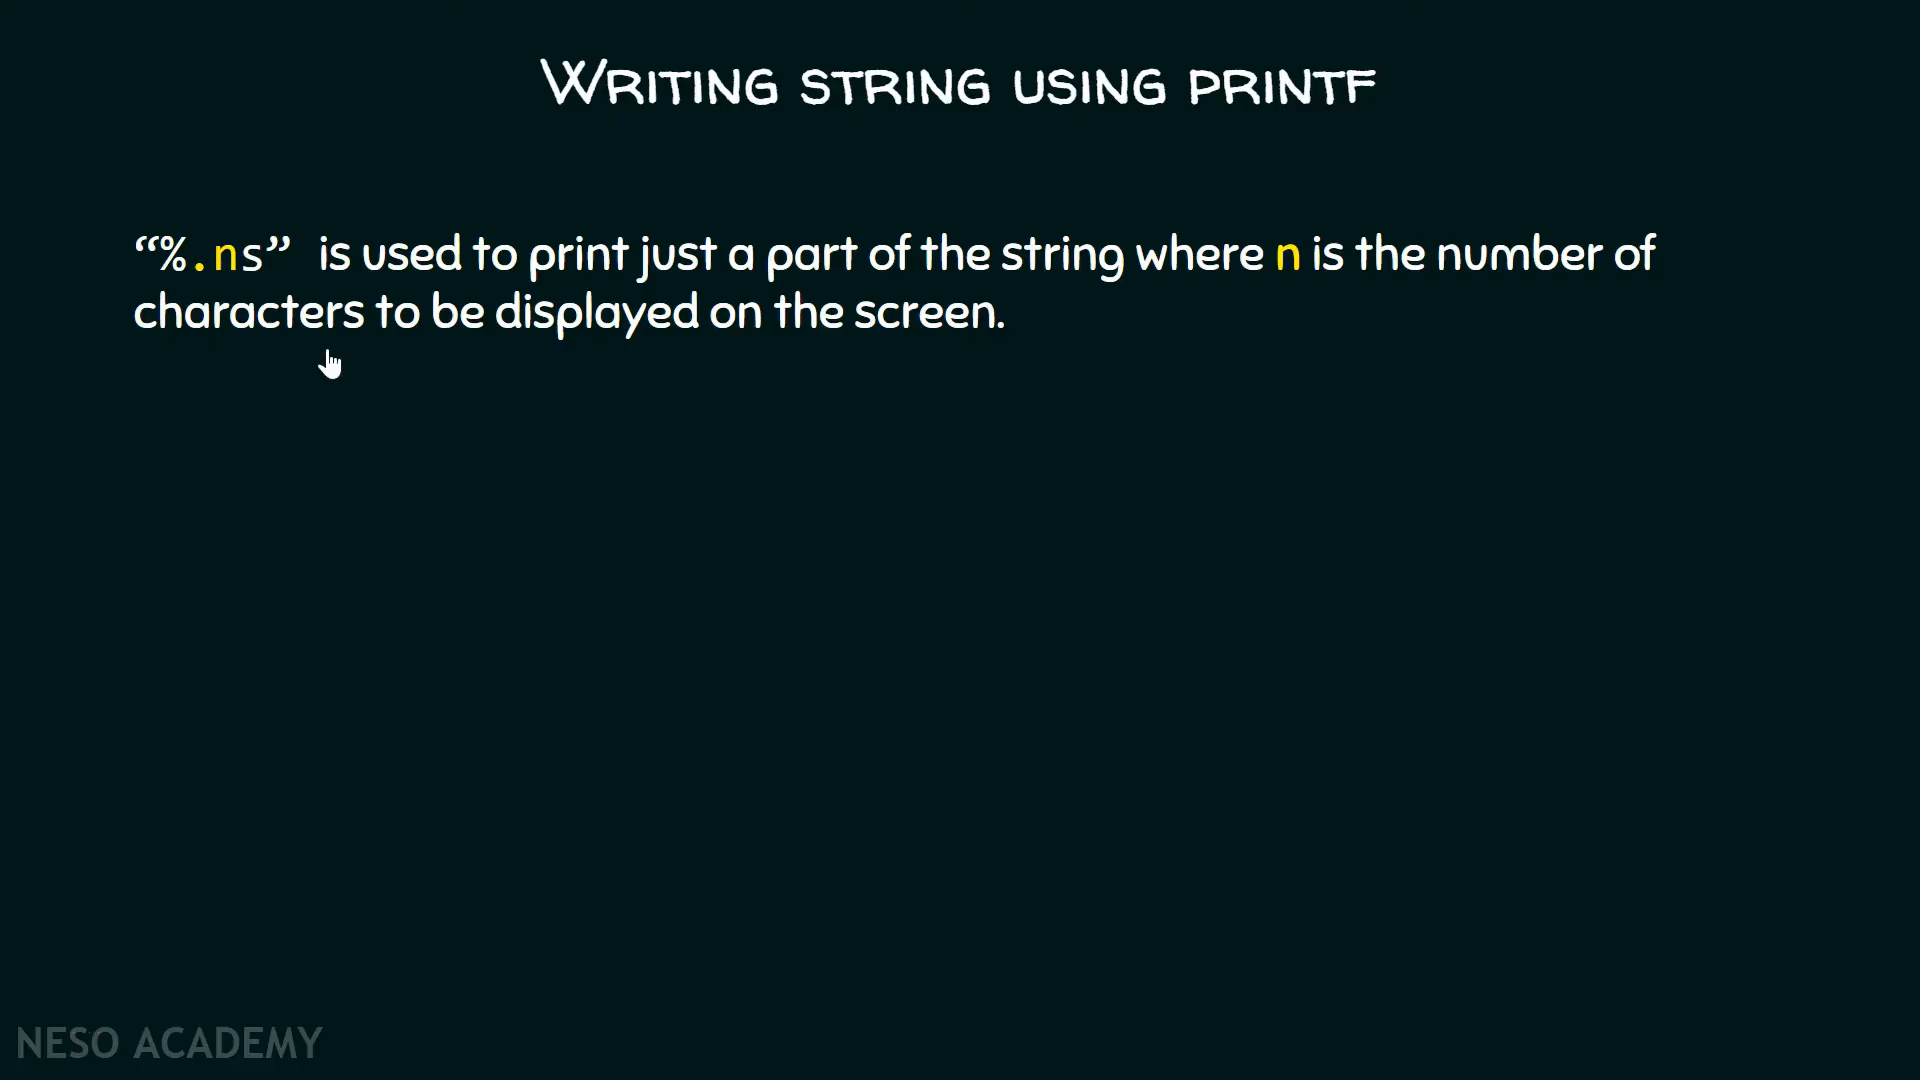 Writing string using printf
“%.ns” is used to print just a part of the string where n is the number of
characters to be displayed on the screen.
NESO ACADEMY